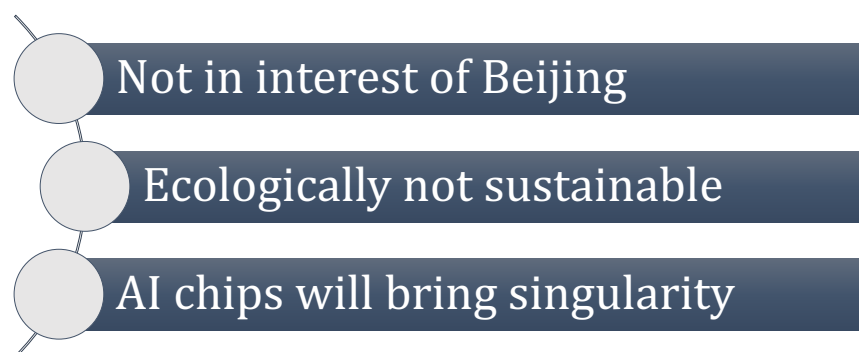 Not in interest of Beijing
Ecologically not sustainable
AI chips will bring singularity